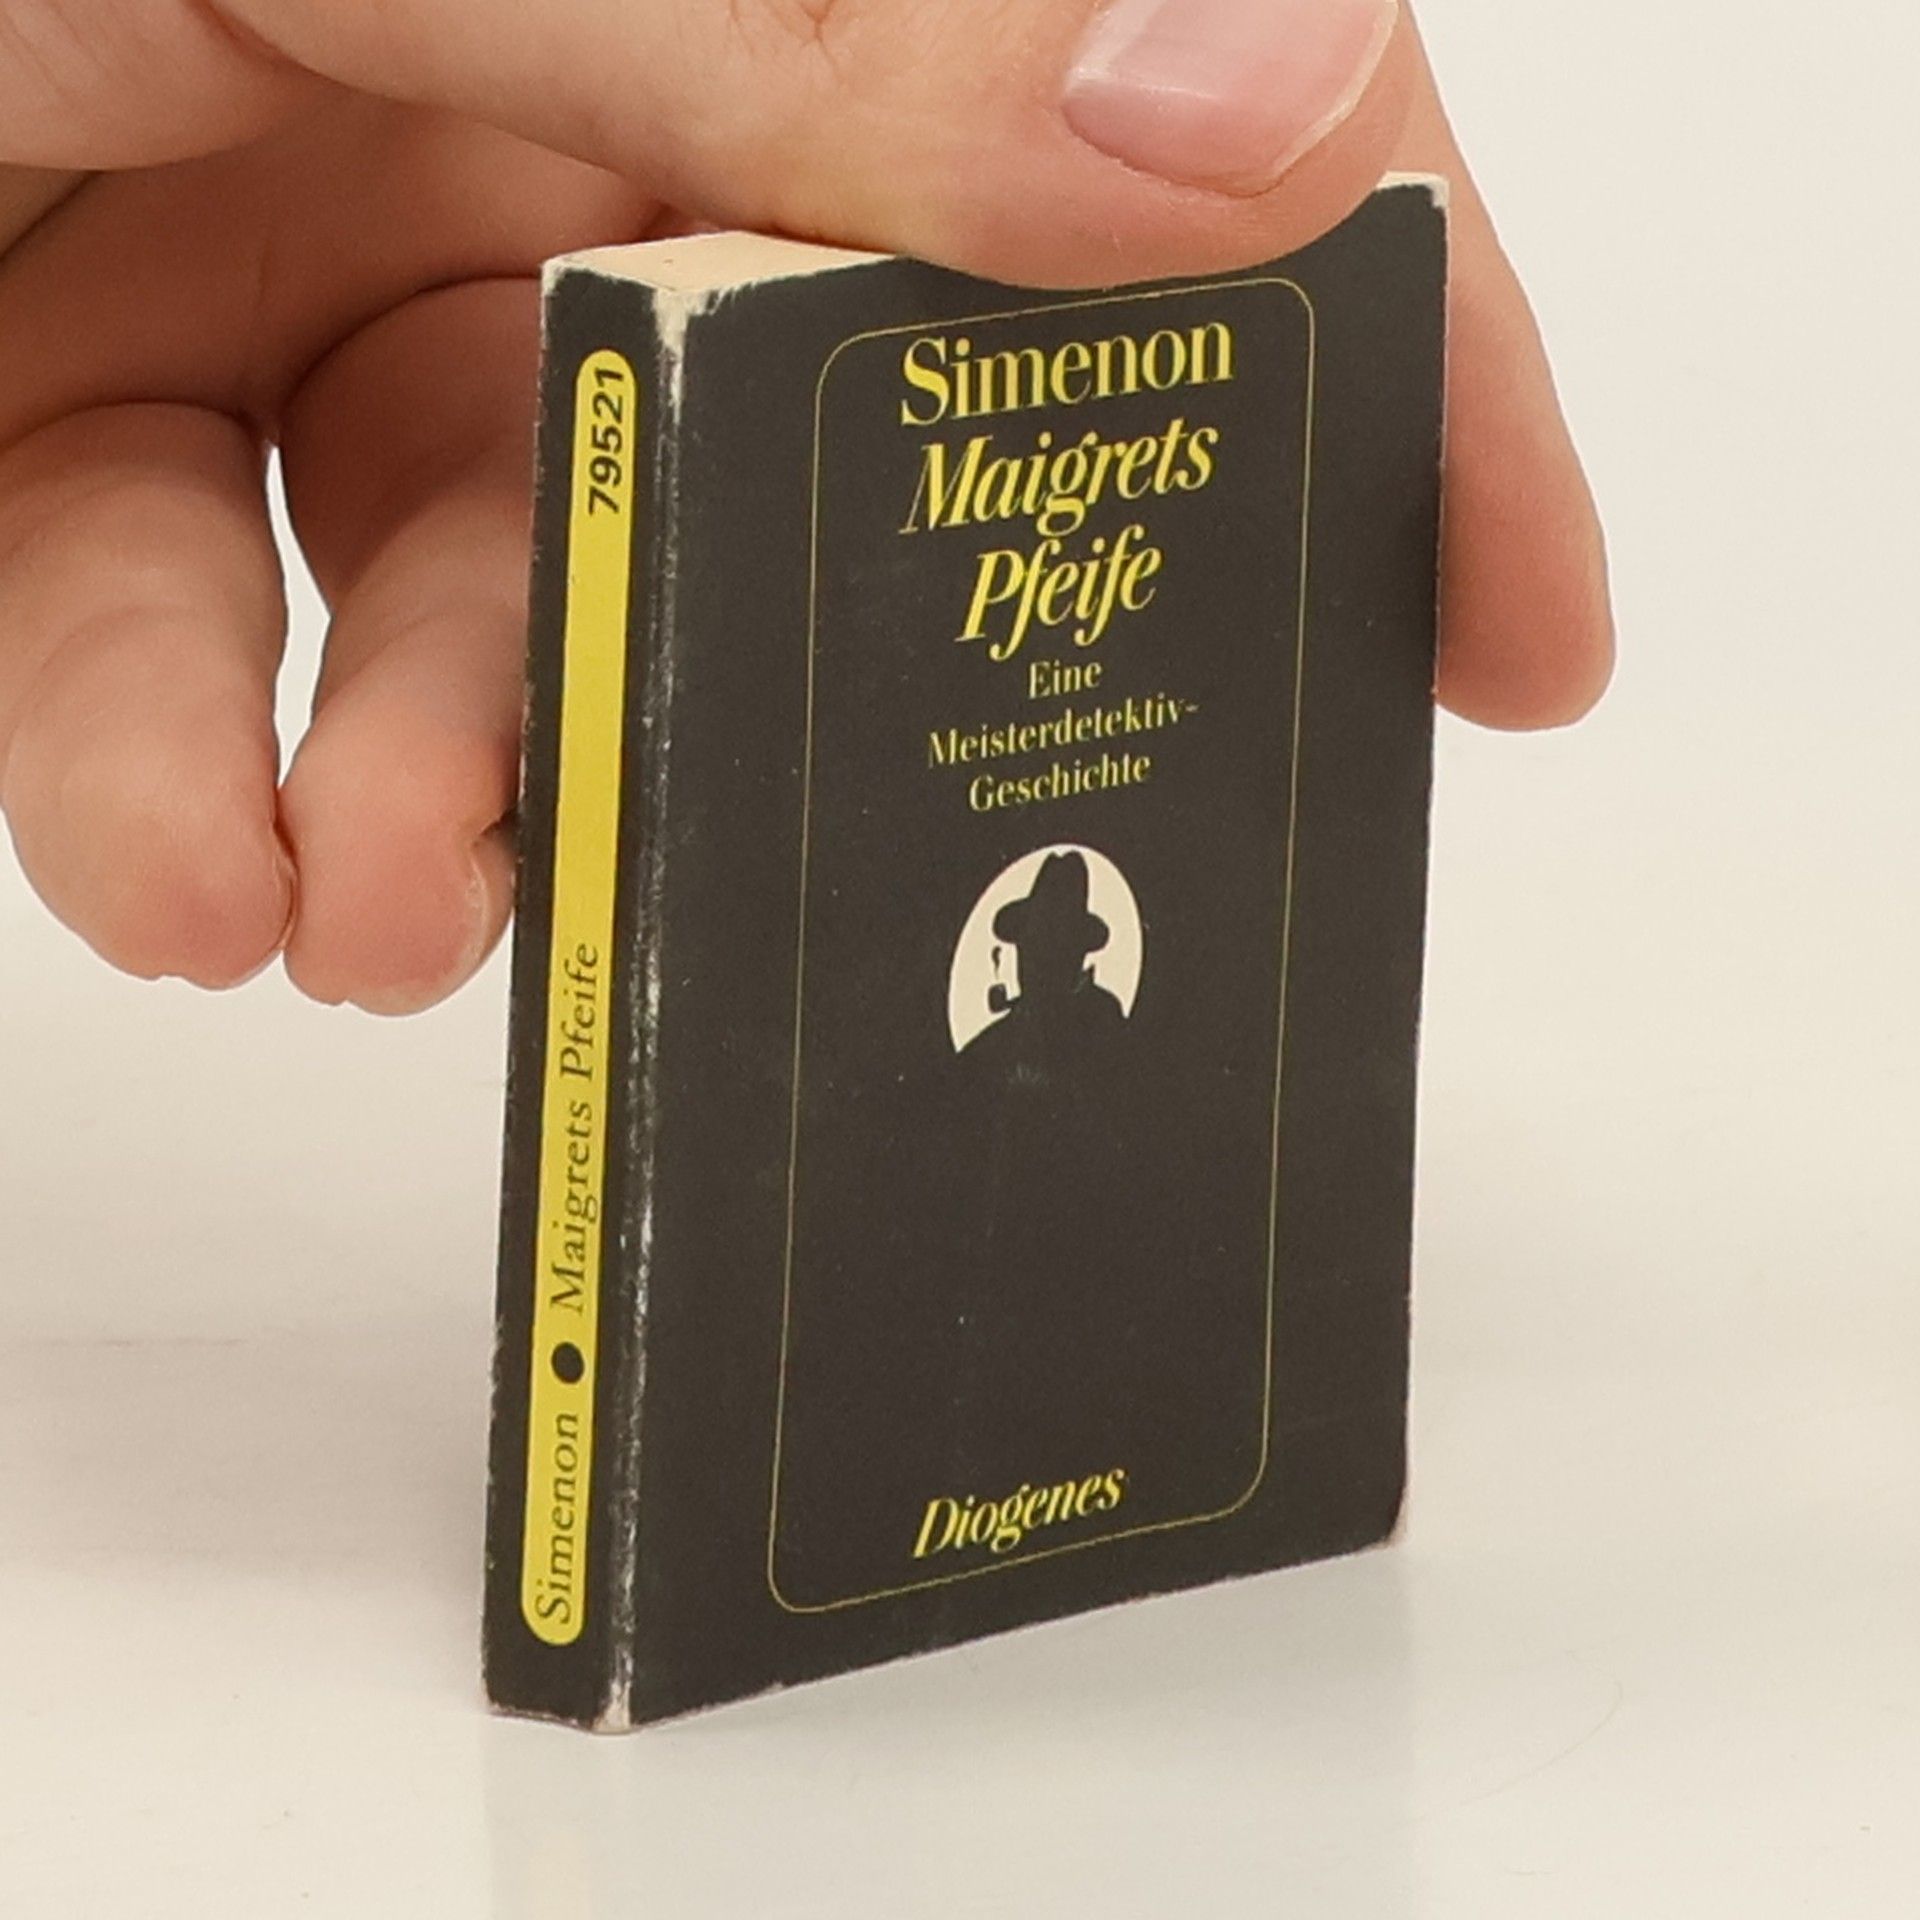 Simenon
Maigrets
Pfeife
Eine
Meisterdetektiv-
Geschichte
Diogenes
Simenon ● Maigrets Pfeife 79521